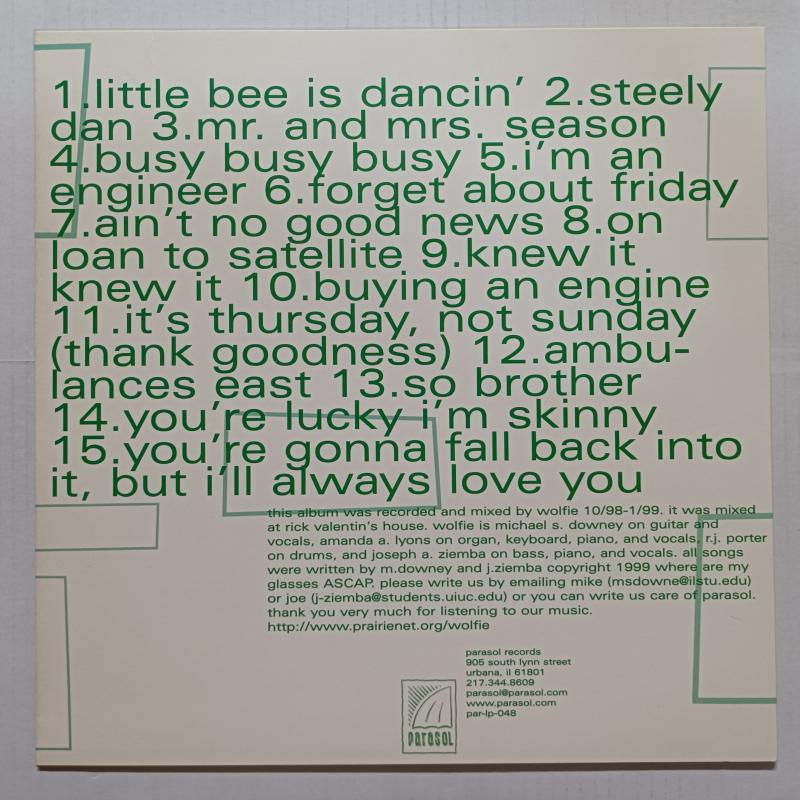 1.little bee is dancin' 2.steely
dan 3.mr. and mrs. season
4.busy busy busy 5.i'm an
engineer 6.forget about friday
7.ain't no good news 8.on
loan to satellite 9.knew it
knew it 10.buying an engine
11.it's thursday, not sunday
(thank goodness) 12.ambu-
lances east 13.so brother
14.you're lucky i'm skinny
15.you're gonna fall back into
it, but i'll always love you
this album was recorded and mixed by wolfie 10/98-1/99. it was mixed
at rick valentin's house. wolfie is michael s. downey on guitar and
vocals, amanda a. lyons on organ, keyboard, piano, and vocals, r.j. porter
on drums, and joseph a. ziemba on bass, piano, and vocals. all songs
were written by m.downey and j.ziemba copyright 1999 where are my
glasses ASCAP. please write us by emailing mike (msdowne@ilstu.edu)
or joe (j-ziemba@students.uiuc.edu) or you can write us care of parasol.
thank you very much for listening to our music.
http://www.prairienet.org/wolfie
parasol records
905 south lynn street
urbana, il 61801
217.344.8609
parasol@parasol.com
www.parasol.com
par-lp-048
parasol